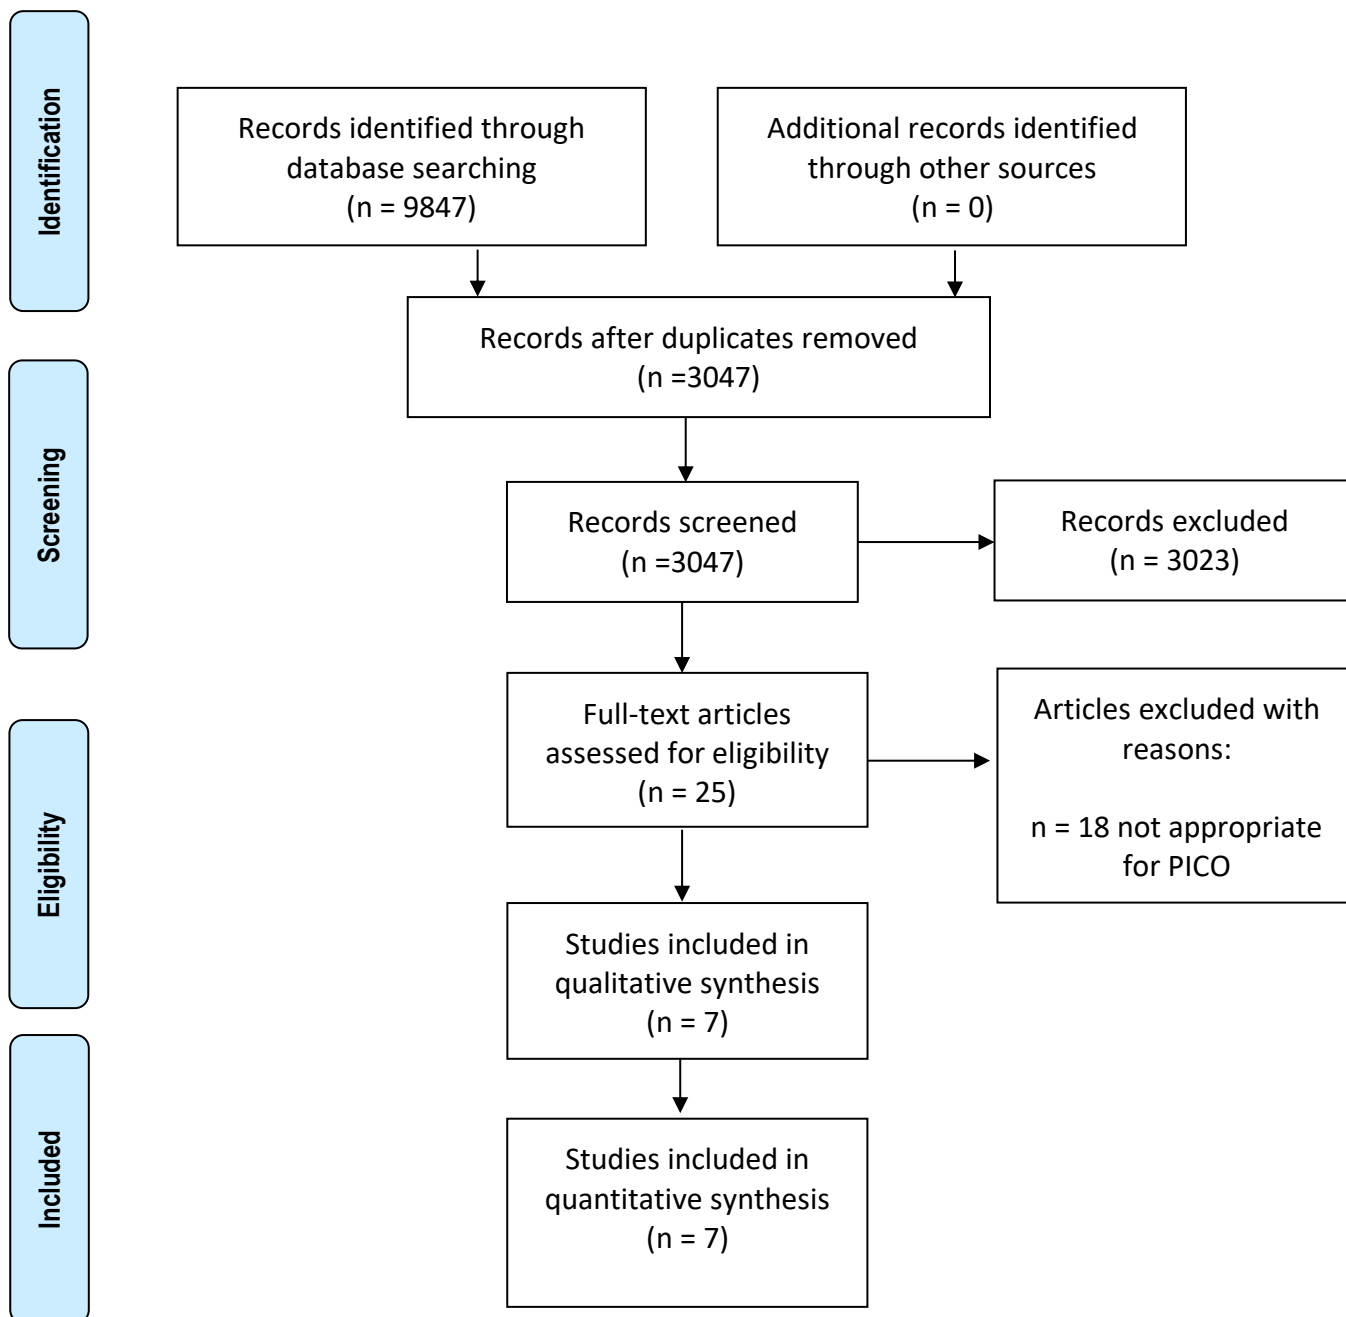 Identification
Records identified through
database searching
(n = 9847)
Additional records identified
through other sources
(n = 0)
Records after duplicates removed
(n =3047)
Screening
Records screened
(n =3047)
Records excluded
(n = 3023)
Eligibility
Full-text articles
assessed for eligibility
(n = 25)
Articles excluded with
reasons:
n = 18 not appropriate
for PICO
Studies included in
qualitative synthesis
(n = 7)
Included
Studies included in
quantitative synthesis
(n = 7)